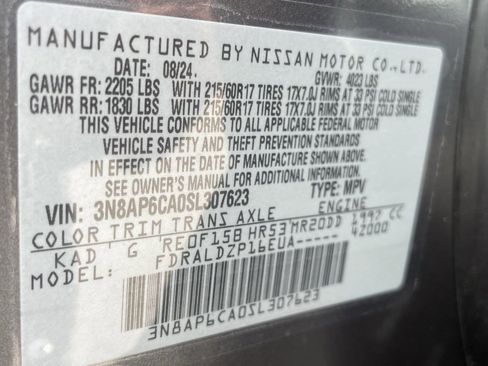 MANUFACTURED BY NISSAN MOTOR CO., LTD.
DATE: 08/24. GVWR: 4023 LBS
GAWR FR: 2205 LBS WITH 215/60R17 TIRES 17X7.0J RIMS AT 33 PSI COLD SINGLE
GAWR RR: 1830 LBS WITH 215/60R17 TIRES 17X7.0J RIMS AT 33 PSI COLD SINGLE
THIS VEHICLE CONFORMS TO ALL APPLICABLE FEDERAL MOTOR
VEHICLE SAFETY AND THEFT PREVENTION STANDARDS
IN EFFECT ON THE DATE OF MANUFACTURE SHOWN ABOVE.
SEE OWNER'S MANUAL FOR ADDITIONAL INFORMATION.
VIN: 3N8AP6CA0SL307623 TYPE: MPV
COLOR TRIM TRANS AXLE ENGINE
KAD G RE0F15B HR53 MR20DD 1997 CC
MODEL: FDRALDZP16EUA- 42000
3N8AP6CA0SL307623